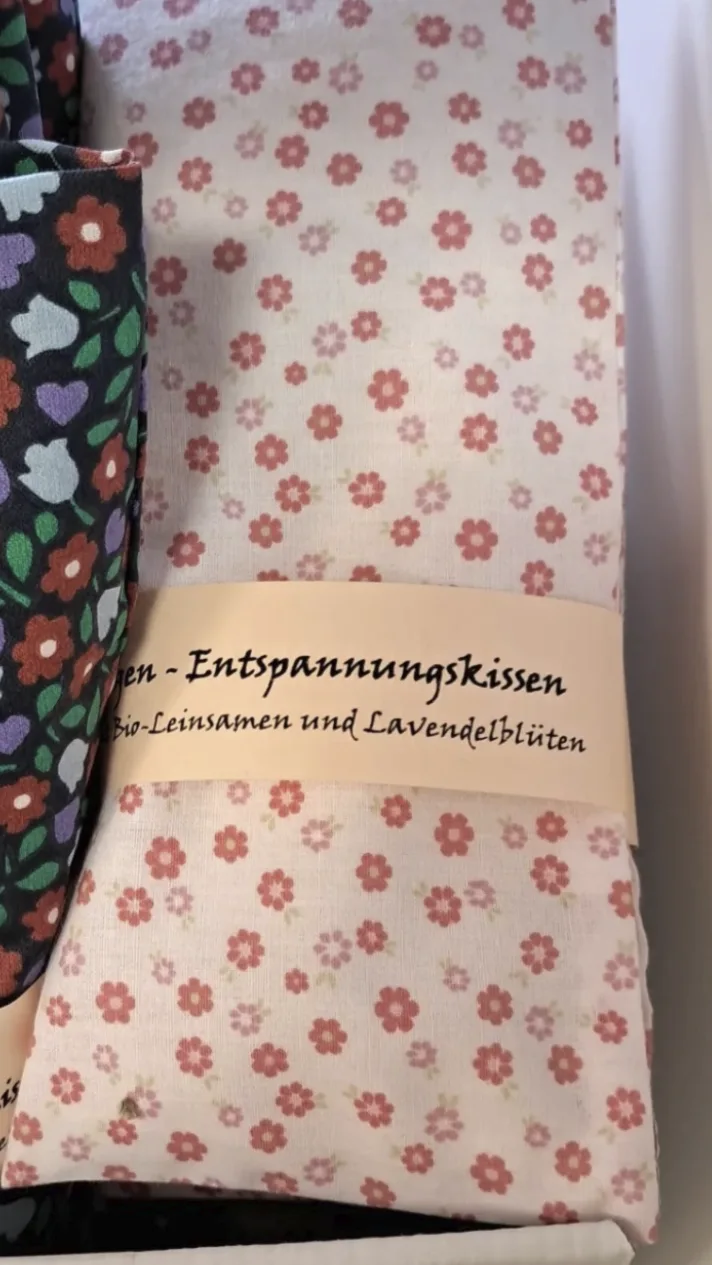 gen - Entspannungskissen
Bio-Leinsamen und Lavendelblüten